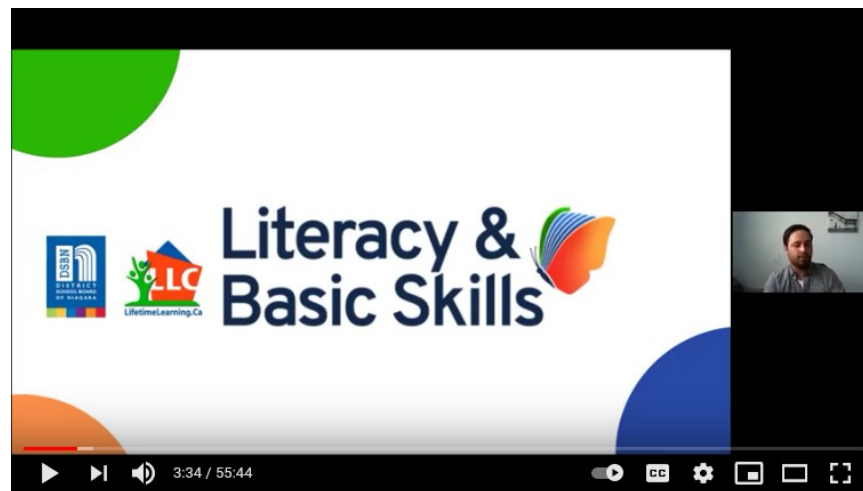 Literacy &
Basic Skills
DSBN
DISTRICT
SCHOOL BOARD
OF NIAGARA
LLC
LifetimeLearning.Ca
3:34 / 55:44
CC